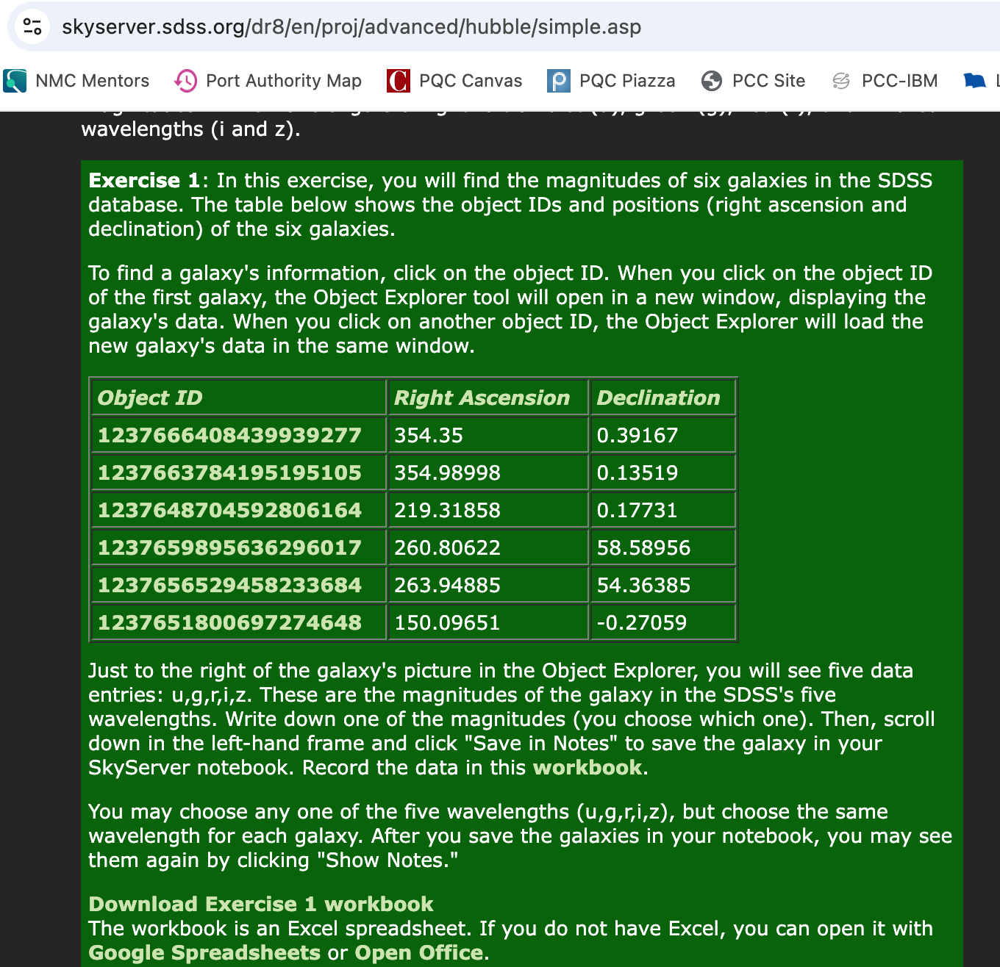 skyserver.sdss.org/dr8/en/proj/advanced/hubble/simple.asp
NMC Mentors Port Authority Map PQC Canvas PQC Piazza PCC Site PCC-IBM
wavelengths (i and z).
Exercise 1: In this exercise, you will find the magnitudes of six galaxies in the SDSS
database. The table below shows the object IDs and positions (right ascension and
declination) of the six galaxies.
To find a galaxy's information, click on the object ID. When you click on the object ID
of the first galaxy, the Object Explorer tool will open in a new window, displaying the
galaxy's data. When you click on another object ID, the Object Explorer will load the
new galaxy's data in the same window.
Object ID Right Ascension Declination
1237666408439939277 354.35 0.39167
1237663784195195105 354.98998 0.13519
1237648704592806164 219.31858 0.17731
1237659895636296017 260.80622 58.58956
1237656529458233684 263.94885 54.36385
1237651800697274648 150.09651 -0.27059
Just to the right of the galaxy's picture in the Object Explorer, you will see five data
entries: u,g,r,i,z. These are the magnitudes of the galaxy in the SDSS's five
wavelengths. Write down one of the magnitudes (you choose which one). Then, scroll
down in the left-hand frame and click "Save in Notes" to save the galaxy in your
SkyServer notebook. Record the data in this workbook.
You may choose any one of the five wavelengths (u,g,r,i,z), but choose the same
wavelength for each galaxy. After you save the galaxies in your notebook, you may see
them again by clicking "Show Notes."
Download Exercise 1 workbook
The workbook is an Excel spreadsheet. If you do not have Excel, you can open it with
Google Spreadsheets or Open Office.